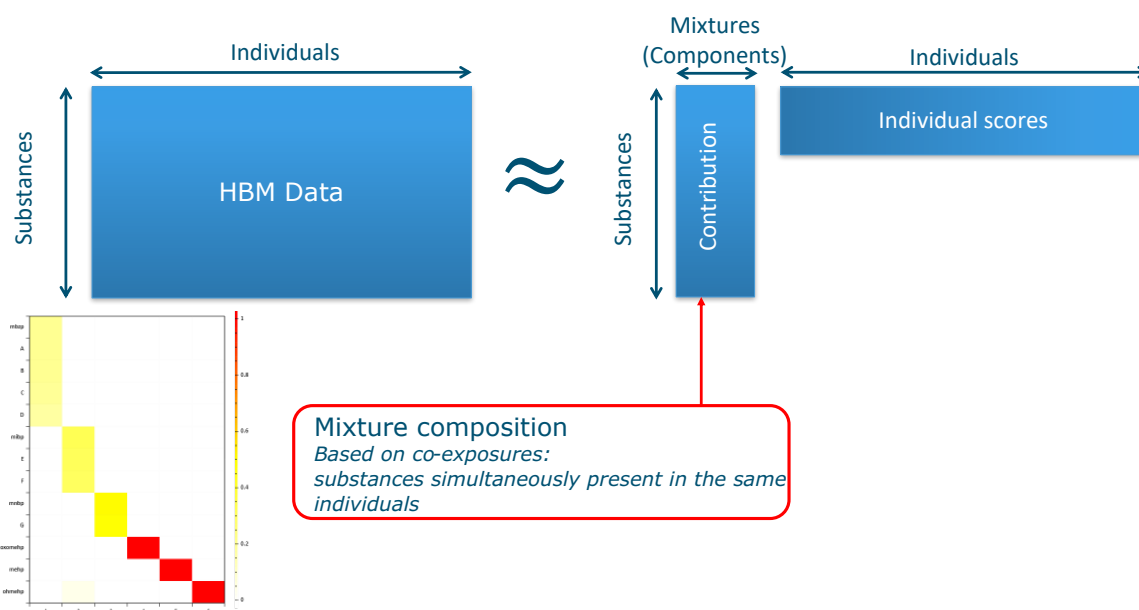 Mixtures
(Components)
Individuals
Individuals
Substances
HBM Data
≈
Substances
Contribution
Individual scores
mbzp
A
B
C
D
mibp
E
F
mnbp
G
oxomehp
mehp
ohmehp
1
0.8
0.6
0.4
0.2
0
Mixture composition
Based on co-exposures:
substances simultaneously present in the same
individuals